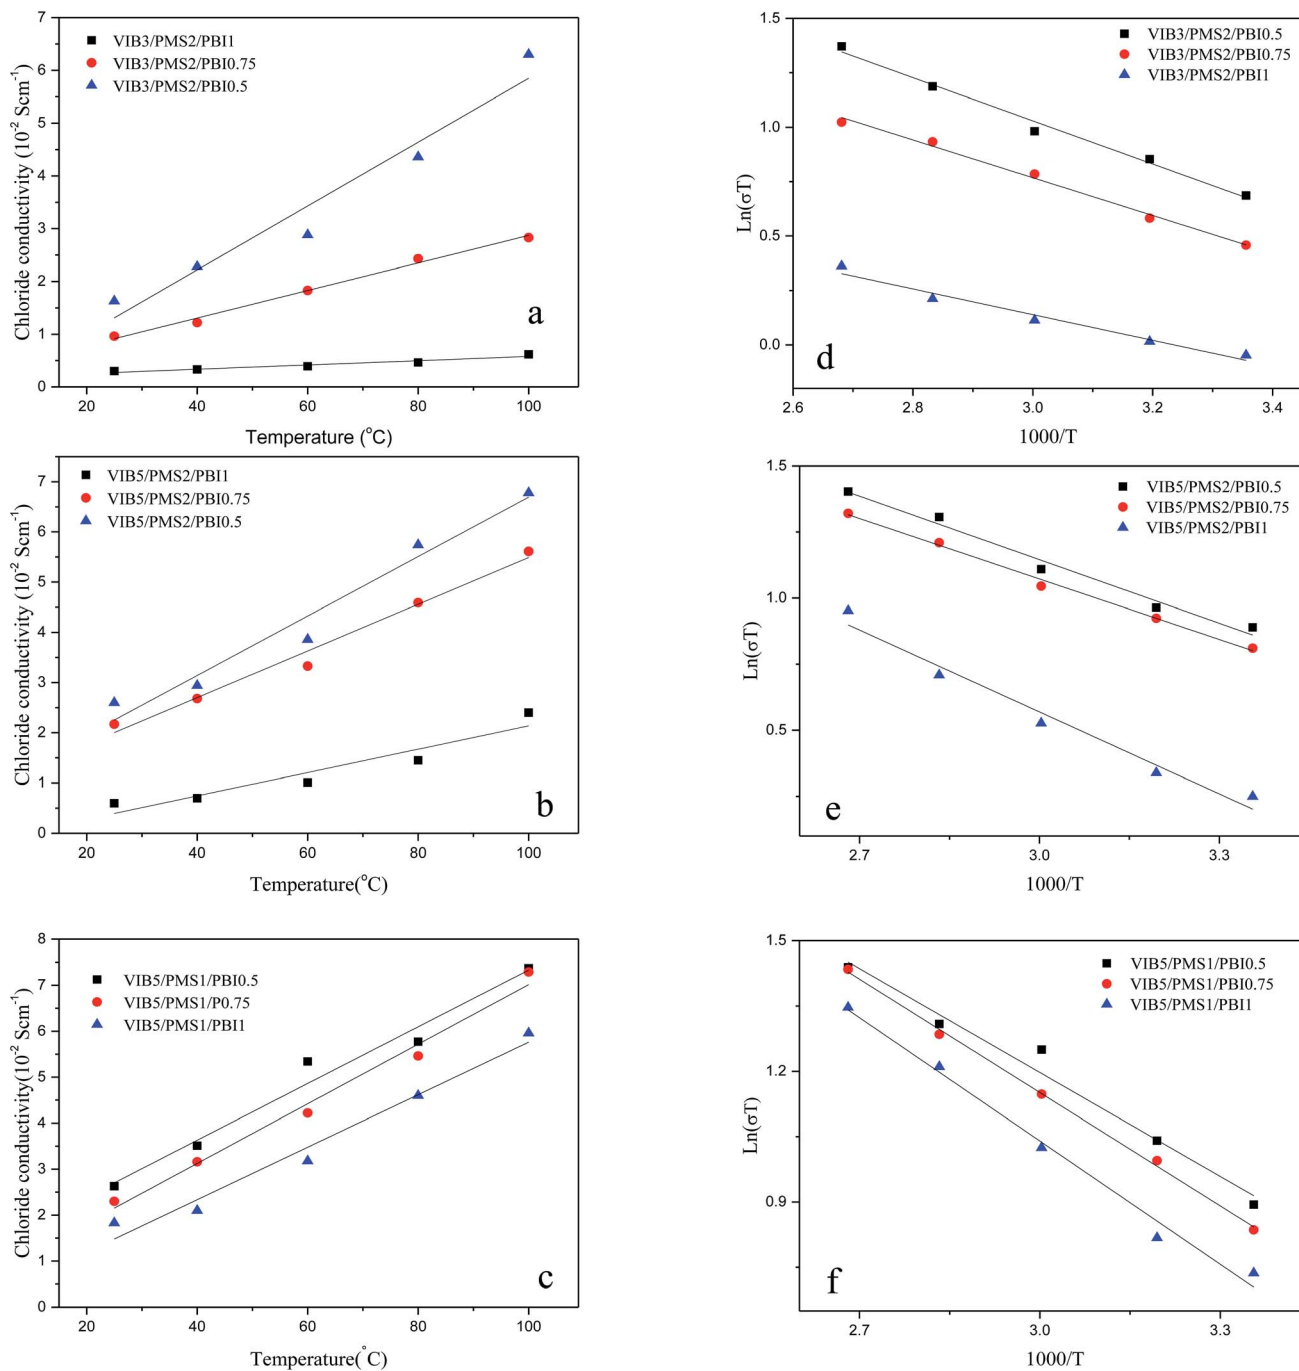 7
6
5
4
3
2
1
0
Chloride conductivity (10⁻² Scm⁻¹)
VIB3/PMS2/PBI1
VIB3/PMS2/PBI0.75
VIB3/PMS2/PBI0.5
a
20 40 60 80 100
Temperature (°C)
1.5
1.0
0.5
0.0
Ln(σT)
VIB3/PMS2/PBI0.5
VIB3/PMS2/PBI0.75
VIB3/PMS2/PBI1
d
2.6 2.8 3.0 3.2 3.4
1000/T
7
6
5
4
3
2
1
0
Chloride conductivity (10⁻² Scm⁻¹)
VIB5/PMS2/PBI1
VIB5/PMS2/PBI0.75
VIB5/PMS2/PBI0.5
b
20 40 60 80 100
Temperature(°C)
1.5
1.0
0.5
Ln(σT)
VIB5/PMS2/PBI0.5
VIB5/PMS2/PBI0.75
VIB5/PMS2/PBI1
e
2.7 3.0 3.3
1000/T
8
7
6
5
4
3
2
1
0
Chloride conductivity(10⁻² Scm⁻¹)
VIB5/PMS1/PBI0.5
VIB5/PMS1/P0.75
VIB5/PMS1/PBI1
c
20 40 60 80 100
Temperature(°C)
1.5
1.2
0.9
Ln(σT)
VIB5/PMS1/PBI0.5
VIB5/PMS1/PBI0.75
VIB5/PMS1/PBI1
f
2.7 3.0 3.3
1000/T